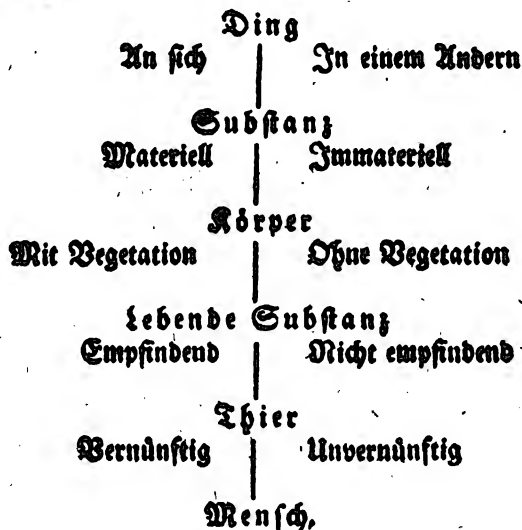 Ding
An sich In einem Andern
Substanz
Materiell Immateriell
Körper
Mit Vegetation Ohne Vegetation
Lebende Substanz
Empfindend Nicht empfindend
Thier
Vernünftig Unvernünftig
Mensch,